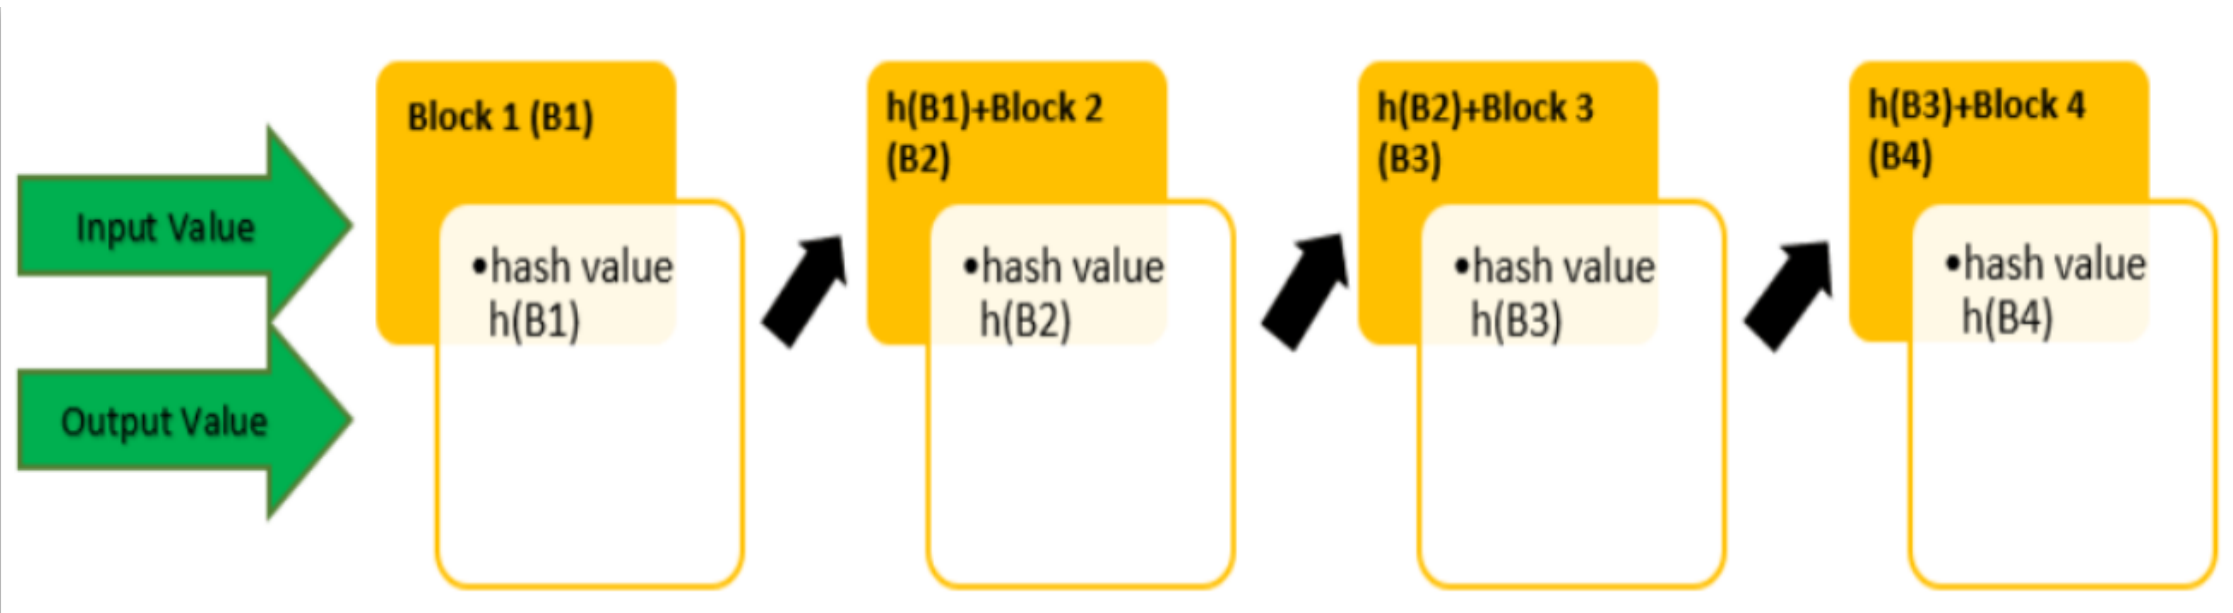 Input Value
Output Value
Block 1 (B1)
•hash value
h(B1)
h(B1)+Block 2
(B2)
•hash value
h(B2)
h(B2)+Block 3
(B3)
•hash value
h(B3)
h(B3)+Block 4
(B4)
•hash value
h(B4)